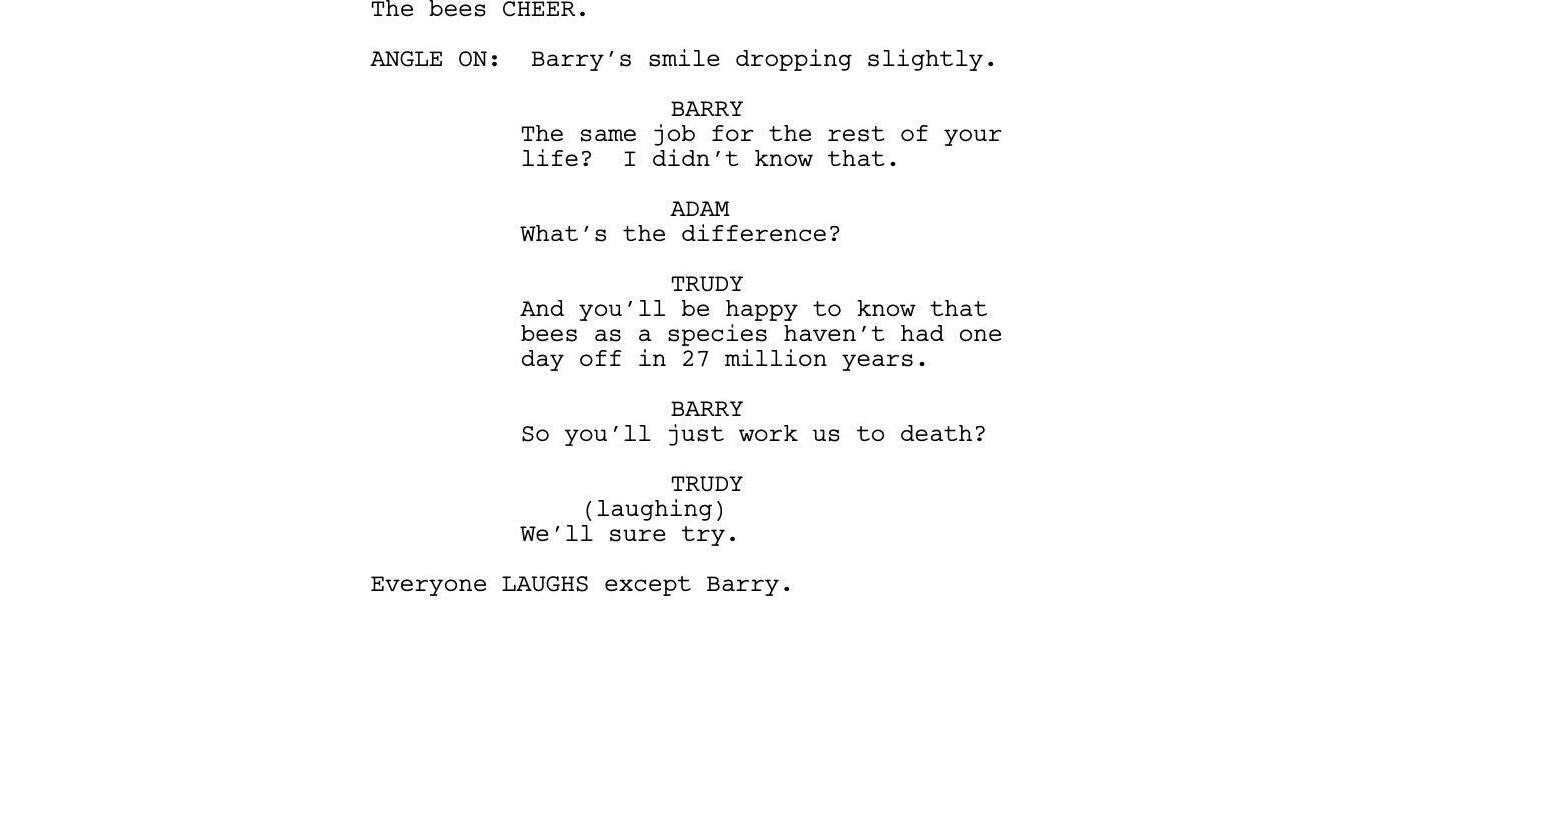 The bees CHEER.
ANGLE ON:  Barry’s smile dropping slightly.
BARRY
The same job for the rest of your
life?  I didn’t know that.
ADAM
What’s the difference?
TRUDY
And you’ll be happy to know that
bees as a species haven’t had one
day off in 27 million years.
BARRY
So you’ll just work us to death?
TRUDY
(laughing)
We’ll sure try.
Everyone LAUGHS except Barry.